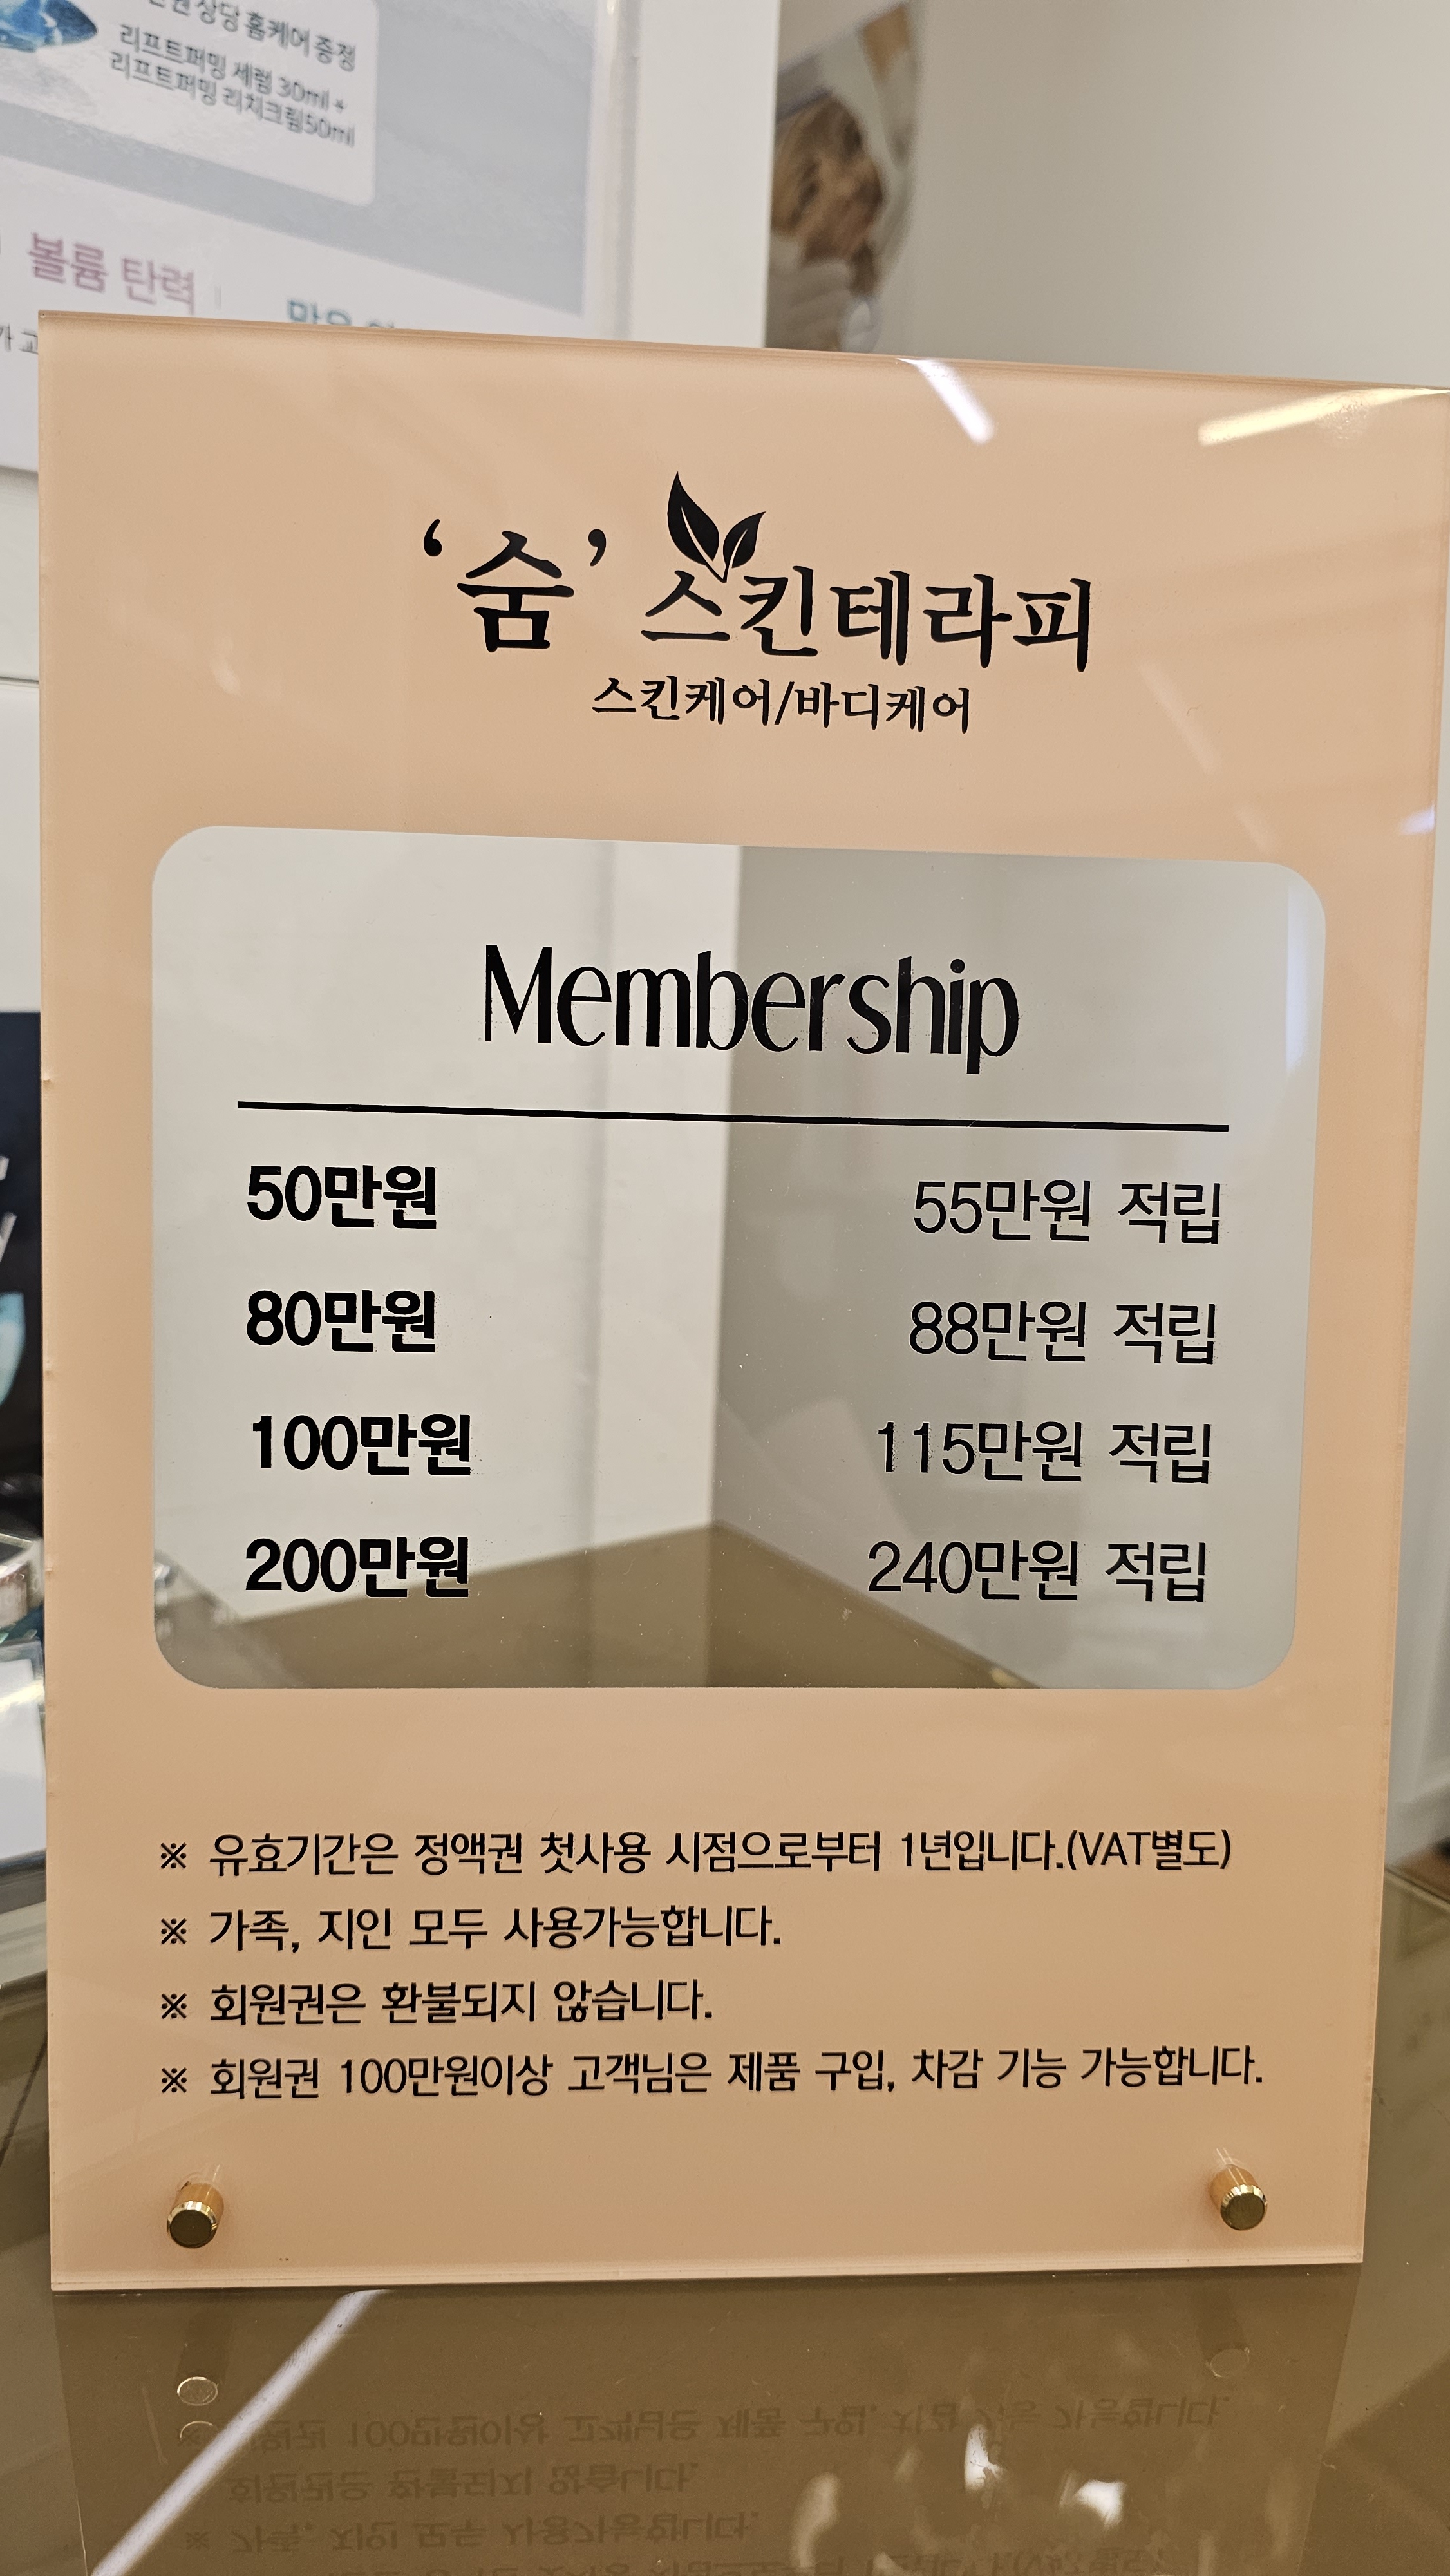 상담 홈케어 증정
리프트퍼밍 세럼 30ml +
리프트퍼밍 리치크림50ml
볼륨 탄력
'숨' 스킨테라피
스킨케어/바디케어
Membership
50만원 55만원 적립
80만원 88만원 적립
100만원 115만원 적립
200만원 240만원 적립
※ 유효기간은 정액권 첫사용 시점으로부터 1년입니다.(VAT별도)
※ 가족, 지인 모두 사용가능합니다.
※ 회원권은 환불되지 않습니다.
※ 회원권 100만원이상 고객님은 제품 구입, 차감 기능 가능합니다.